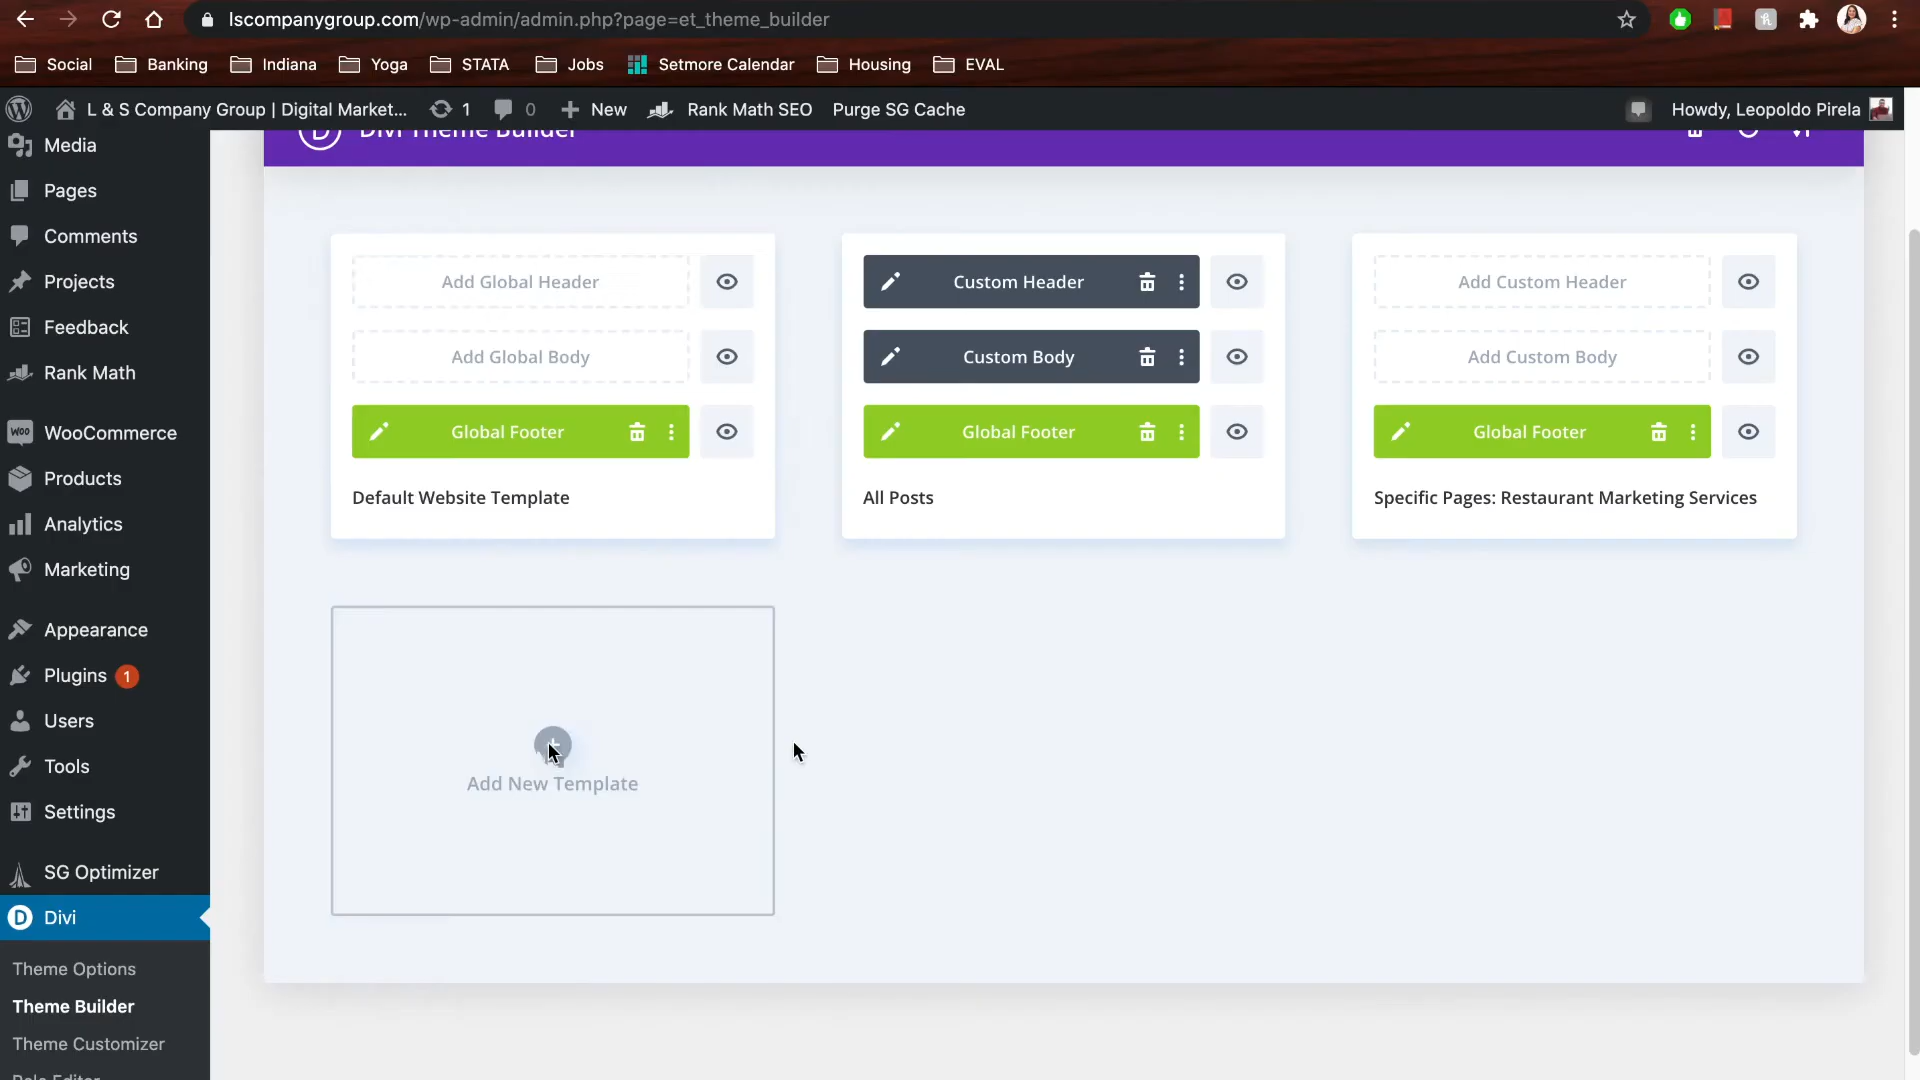 lscompanygroup.com/wp-admin/admin.php?page=et_theme_builder
Social
Banking
Indiana
Yoga
STATA
Jobs
Setmore Calendar
Housing
EVAL
L & S Company Group | Digital Market...
1
0
New
Rank Math SEO
Purge SG Cache
Howdy, Leopoldo Pirela
Media
Pages
Comments
Projects
Feedback
Rank Math
WooCommerce
Products
Analytics
Marketing
Appearance
Plugins 1
Users
Tools
Settings
SG Optimizer
Divi
Theme Options
Theme Builder
Theme Customizer
Role Editor
Divi Theme Builder
Add Global Header
Add Global Body
Global Footer
Default Website Template
Custom Header
Custom Body
Global Footer
All Posts
Add Custom Header
Add Custom Body
Global Footer
Specific Pages: Restaurant Marketing Services
Add New Template